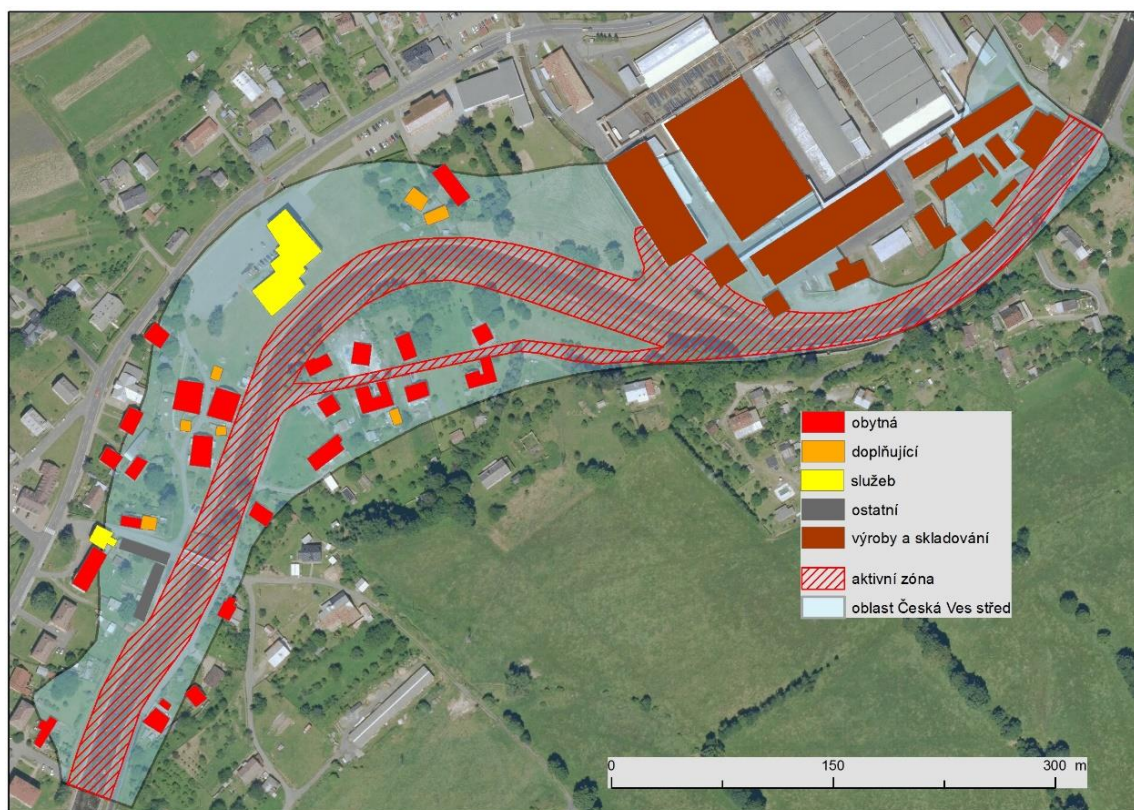 obytná
doplňující
služeb
ostatní
výroby a skladování
aktivní zóna
oblast Česká Ves střed
0 150 300 m